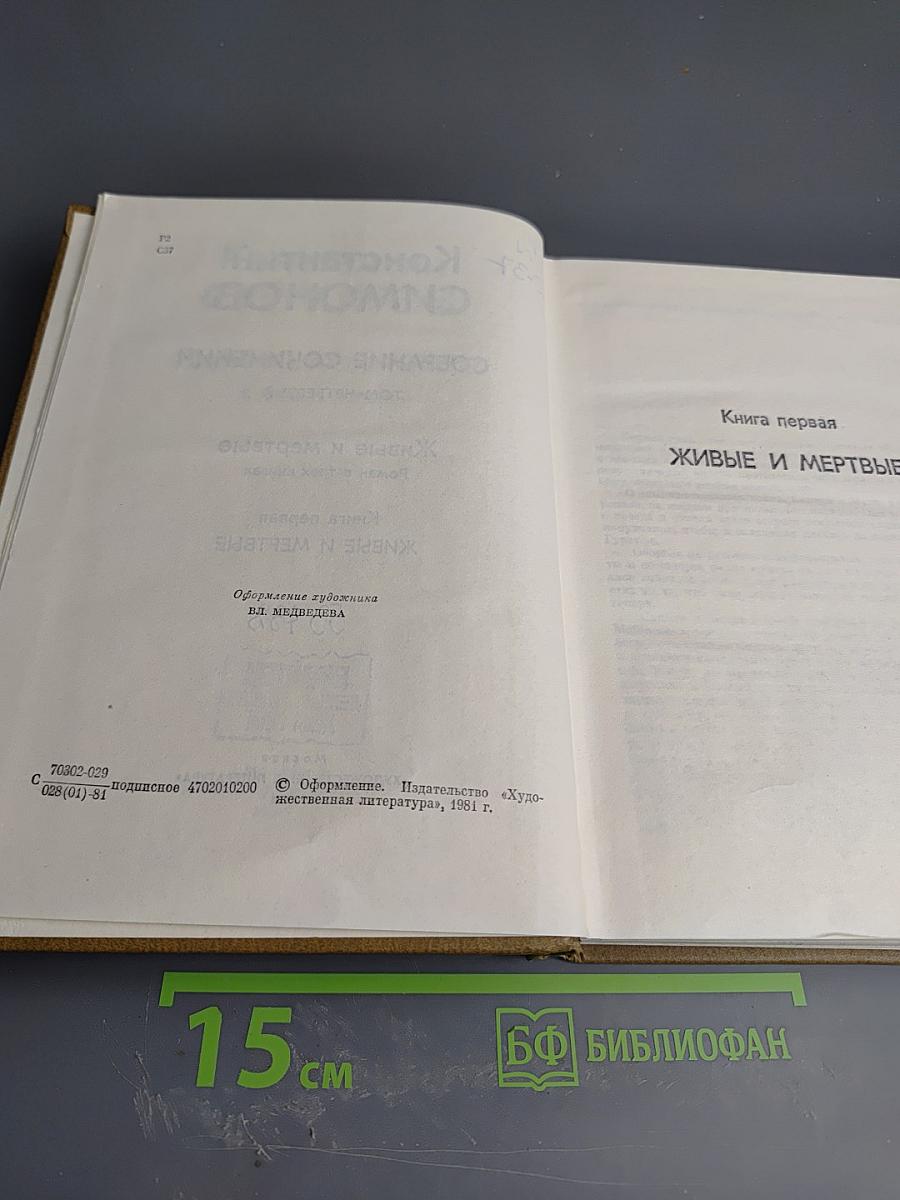 Р2
С37
Оформление художника
ВЛ. МЕДВЕДЕВА
С 70302-029
028(01)-81 подписное 4702010200
© Оформление. Издательство «Худо-
жественная литература», 1981 г.
Книга первая
ЖИВЫЕ И МЕРТВЫЕ
15 см
БФ БИБЛИОФАН